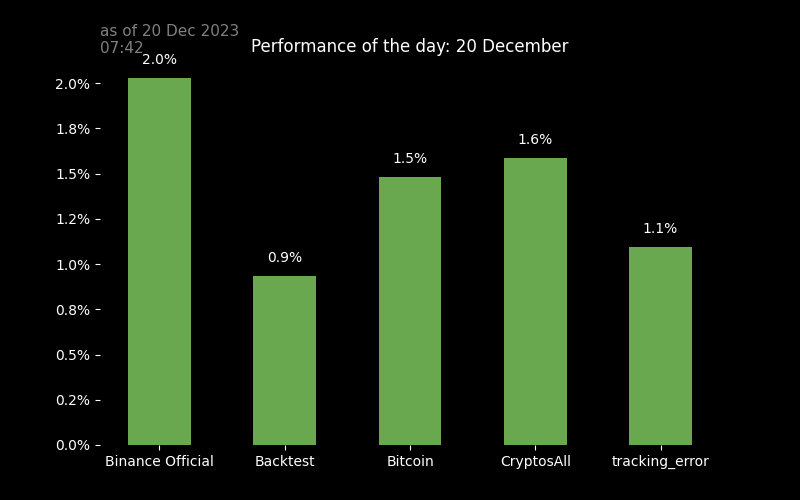 as of 20 Dec 2023
07:42
Performance of the day: 20 December
2.0%
0.9%
1.5%
1.6%
1.1%
2.0%
1.8%
1.5%
1.2%
1.0%
0.8%
0.5%
0.2%
0.0%
Binance Official
Backtest
Bitcoin
CryptosAll
tracking_error